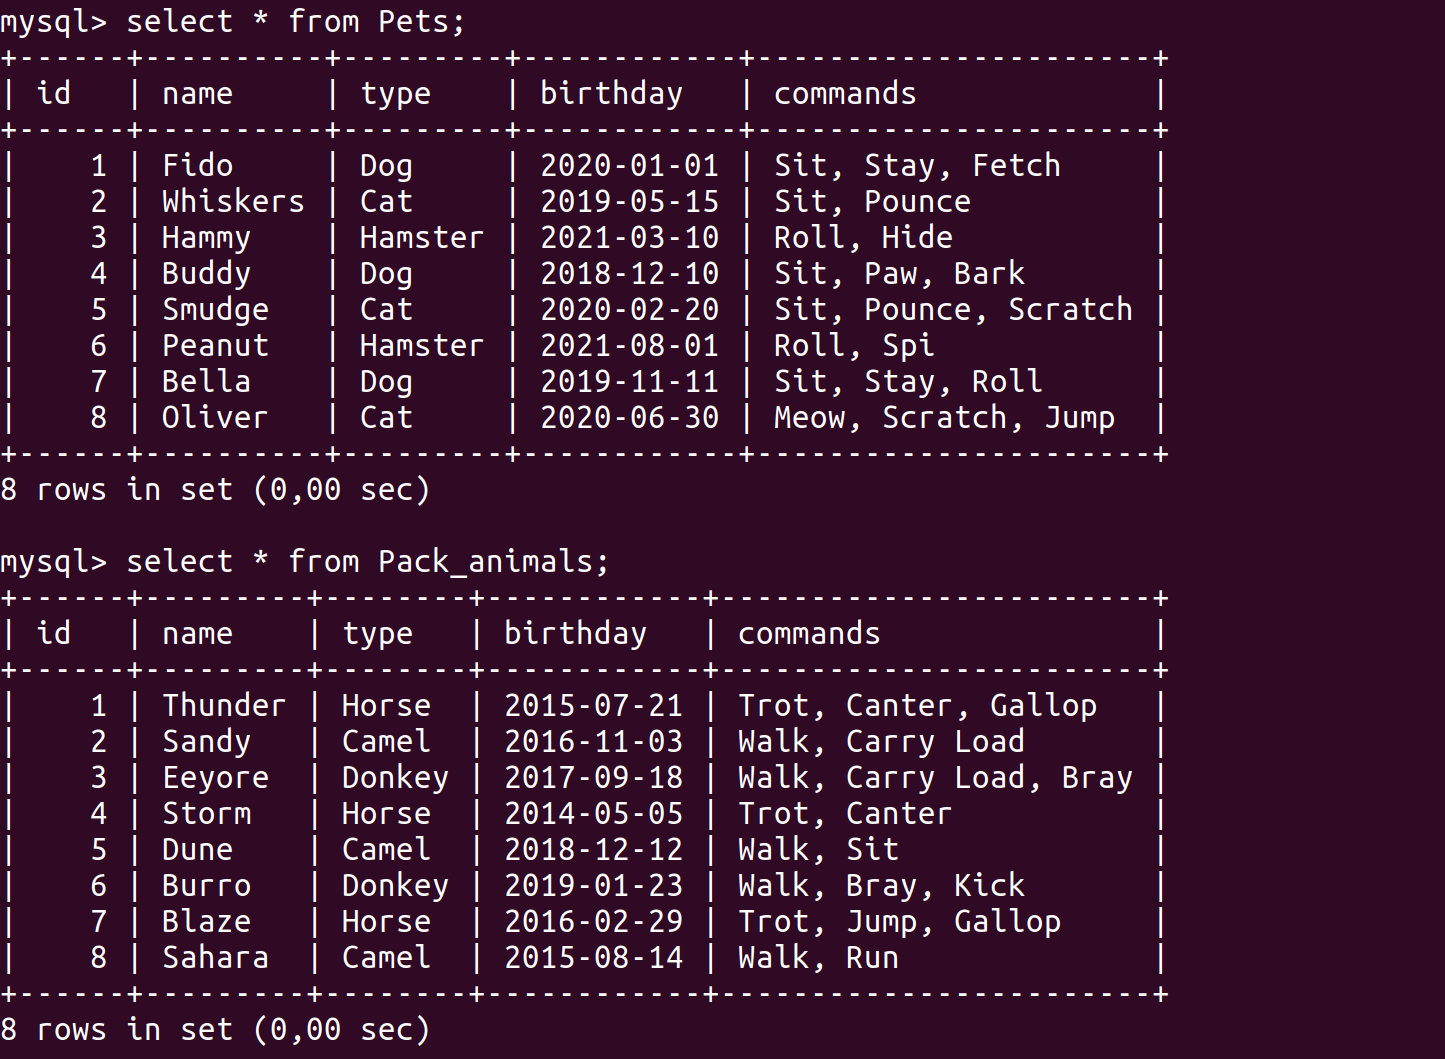 mysql> select * from Pets;
+------+----------+---------+------------+----------------------+
| id   | name     | type    | birthday   | commands             |
+------+----------+---------+------------+----------------------+
|    1 | Fido     | Dog     | 2020-01-01 | Sit, Stay, Fetch     |
|    2 | Whiskers | Cat     | 2019-05-15 | Sit, Pounce          |
|    3 | Hammy    | Hamster | 2021-03-10 | Roll, Hide           |
|    4 | Buddy    | Dog     | 2018-12-10 | Sit, Paw, Bark       |
|    5 | Smudge   | Cat     | 2020-02-20 | Sit, Pounce, Scratch |
|    6 | Peanut   | Hamster | 2021-08-01 | Roll, Spi            |
|    7 | Bella    | Dog     | 2019-11-11 | Sit, Stay, Roll      |
|    8 | Oliver   | Cat     | 2020-06-30 | Meow, Scratch, Jump  |
+------+----------+---------+------------+----------------------+
8 rows in set (0,00 sec)

mysql> select * from Pack_animals;
+------+---------+--------+------------+------------------------+
| id   | name    | type   | birthday   | commands               |
+------+---------+--------+------------+------------------------+
|    1 | Thunder | Horse  | 2015-07-21 | Trot, Canter, Gallop   |
|    2 | Sandy   | Camel  | 2016-11-03 | Walk, Carry Load       |
|    3 | Eeyore  | Donkey | 2017-09-18 | Walk, Carry Load, Bray |
|    4 | Storm   | Horse  | 2014-05-05 | Trot, Canter           |
|    5 | Dune    | Camel  | 2018-12-12 | Walk, Sit              |
|    6 | Burro   | Donkey | 2019-01-23 | Walk, Bray, Kick       |
|    7 | Blaze   | Horse  | 2016-02-29 | Trot, Jump, Gallop     |
|    8 | Sahara  | Camel  | 2015-08-14 | Walk, Run              |
+------+---------+--------+------------+------------------------+
8 rows in set (0,00 sec)